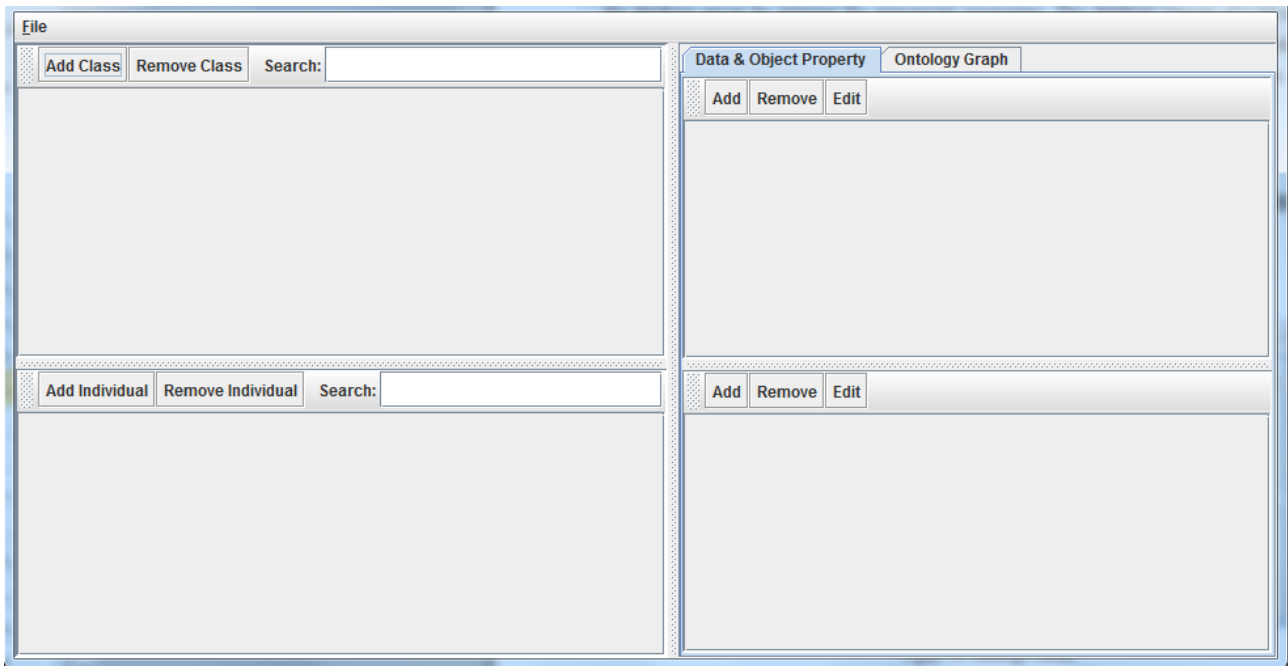 File
Add Class Remove Class Search:
Data & Object Property Ontology Graph
Add Remove Edit
Add Individual Remove Individual Search:
Add Remove Edit